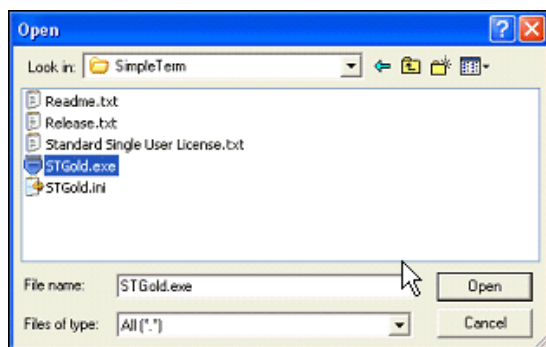 Open
Look in: SimpleTerm
Readme.txt
Release.txt
Standard Single User License.txt
STGold.exe
STGold.ini
File name: STGold.exe Open
Files of type: All (*.*) Cancel